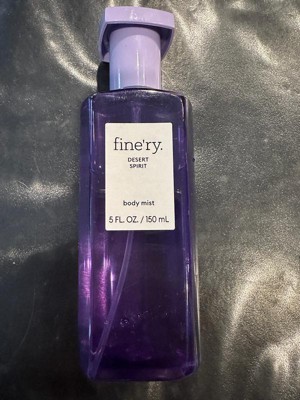 fine'ry.
DESERT
SPIRIT
body mist
5 FL. OZ. / 150 mL